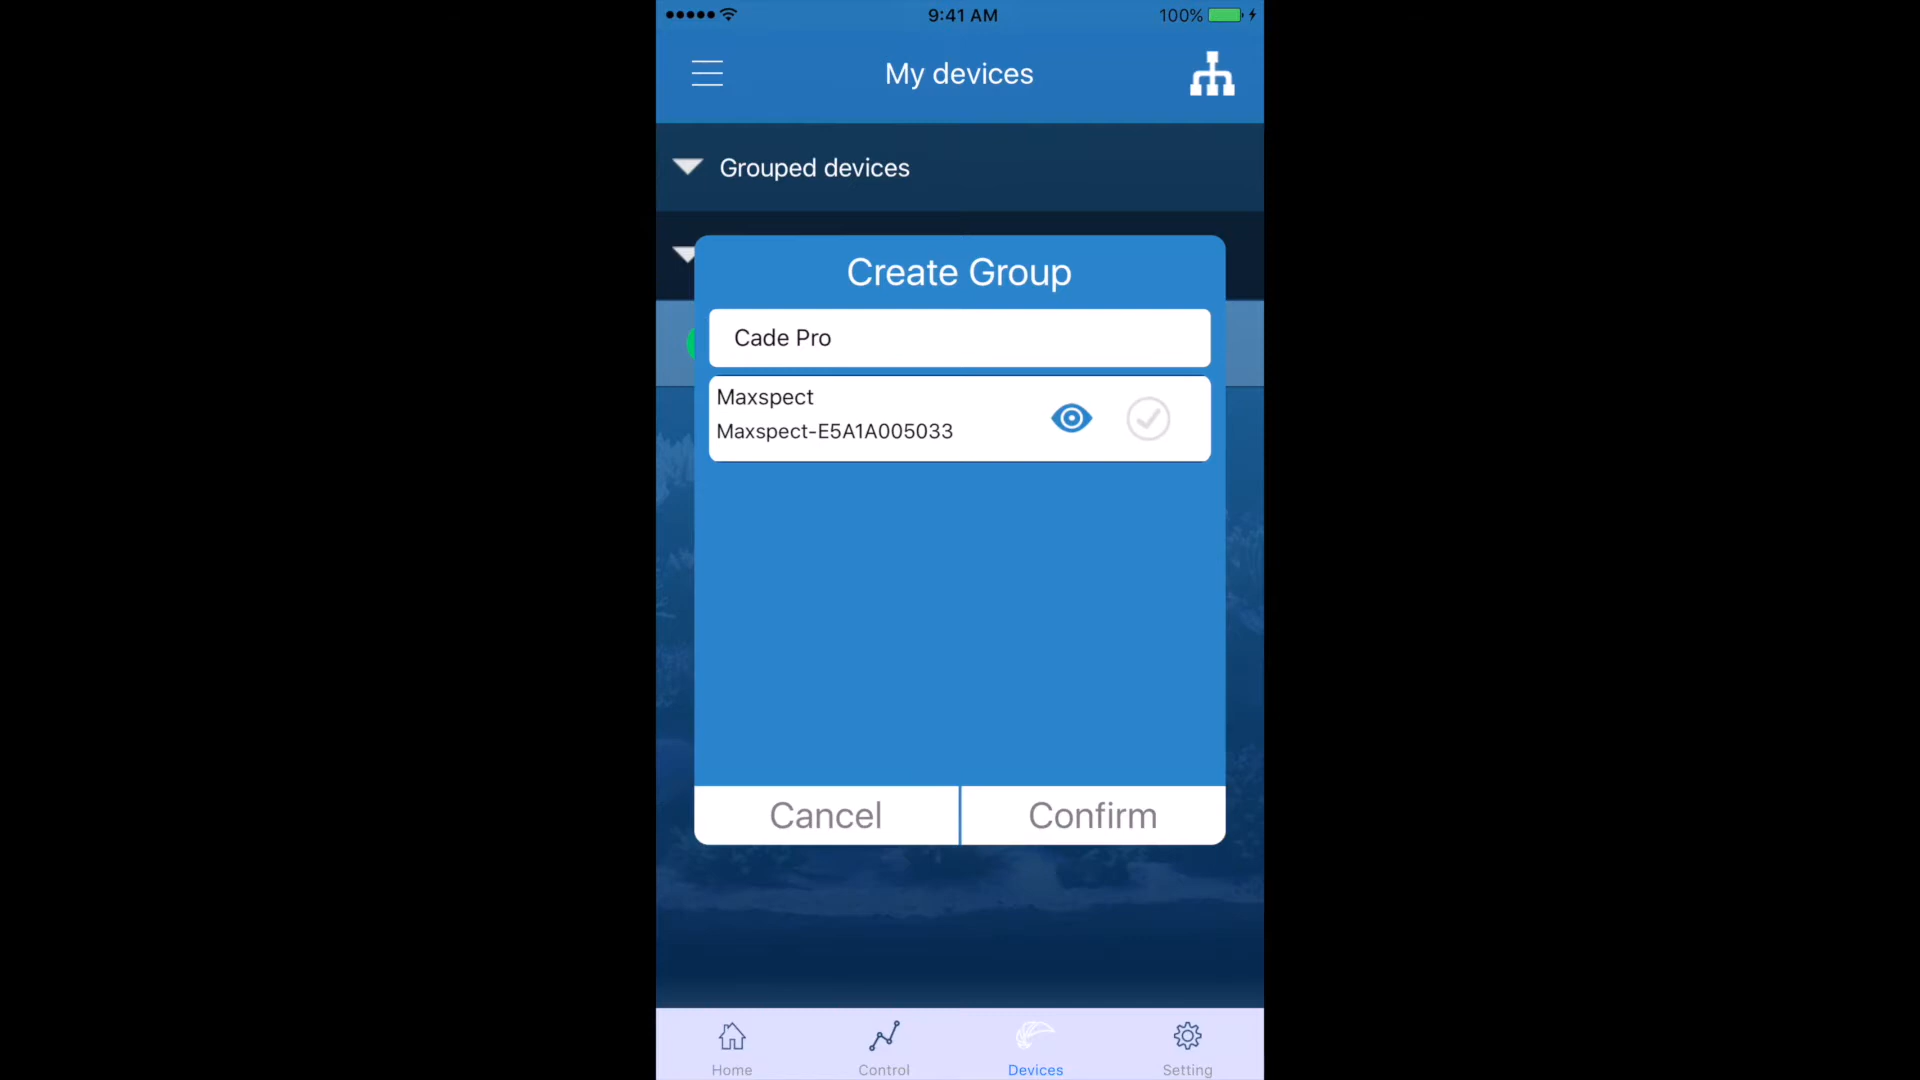 9:41 AM
100%
My devices
Grouped devices
Create Group
Cade Pro
Maxspect
Maxspect-E5A1A005033
Cancel
Confirm
Home
Control
Devices
Setting